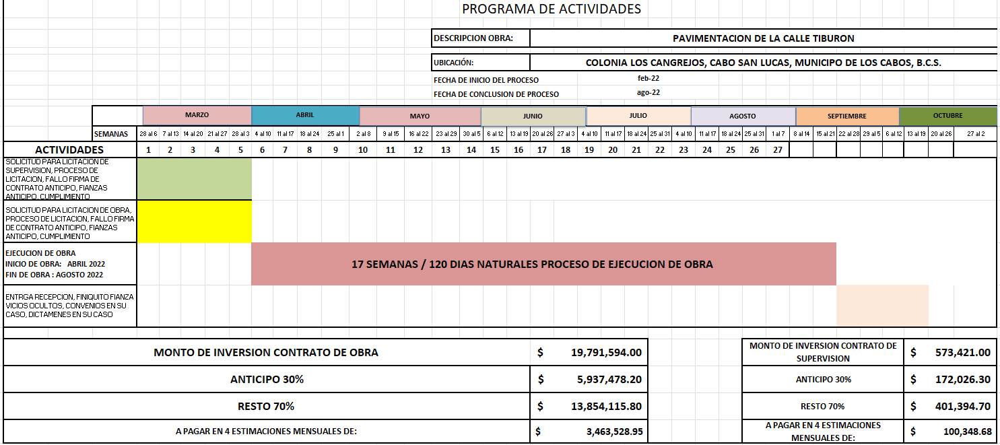 PROGRAMA DE ACTIVIDADES
DESCRIPCION OBRA: PAVIMENTACION DE LA CALLE TIBURON
UBICACIÓN: COLONIA LOS CANGREJOS, CABO SAN LUCAS, MUNICIPO DE LOS CABOS, B.C.S.
FECHA DE INICIO DEL PROCESO feb-22
FECHA DE CONCLUSION DE PROCESO ago-22
MARZO ABRIL MAYO JUNIO JULIO AGOSTO SEPTIEMBRE OCTUBRE
SEMANAS 28 al 6 7 al 13 14 al 20 21 al 27 28 al 3 4 al 10 11 al 17 18 al 24 25 al 1 2 al 8 9 al 15 16 al 22 23 al 29 30 al 5 6 al 12 13 al 19 20 al 26 27 al 3 4 al 10 11 al 17 18 al 24 25 al 31 4 al 10 11 al 17 18 al 24 25 al 31 1 al 7 8 al 14 15 al 21 22 al 28 29 al 5 6 al 12 13 al 19 20 al 26 27 al 2
ACTIVIDADES 1 2 3 4 5 6 7 8 9 10 11 12 13 14 15 16 17 18 19 20 21 22 23 24 25 26 27
SOLICITUD PARA LICITACION DE
SUPERVISION, PROCESO DE
LICITACION, FALLO FIRMA DE
CONTRATO ANTICIPO, FIANZAS
ANTICIPO, CUMPLIMIENTO
SOLICITUD PARA LICITACION DE OBRA,
PROCESO DE LICITACION, FALLO FIRMA
DE CONTRATO ANTICIPO, FIANZAS
ANTICIPO, CUMPLIMIENTO
EJECUCION DE OBRA
INICIO DE OBRA: ABRIL 2022
FIN DE OBRA : AGOSTO 2022
17 SEMANAS / 120 DIAS NATURALES PROCESO DE EJECUCION DE OBRA
ENTRGA RECEPCION, FINIQUITO FIANZA
VICIOS OCULTOS, CONVENIOS EN SU
CASO, DICTAMENES EN SU CASO
MONTO DE INVERSION CONTRATO DE OBRA $ 19,791,594.00
ANTICIPO 30% $ 5,937,478.20
RESTO 70% $ 13,854,115.80
A PAGAR EN 4 ESTIMACIONES MENSUALES DE: $ 3,463,528.95
MONTO DE INVERSION CONTRATO DE
SUPERVISION $ 573,421.00
ANTICIPO 30% $ 172,026.30
RESTO 70% $ 401,394.70
A PAGAR EN 4 ESTIMACIONES
MENSUALES DE: $ 100,348.68